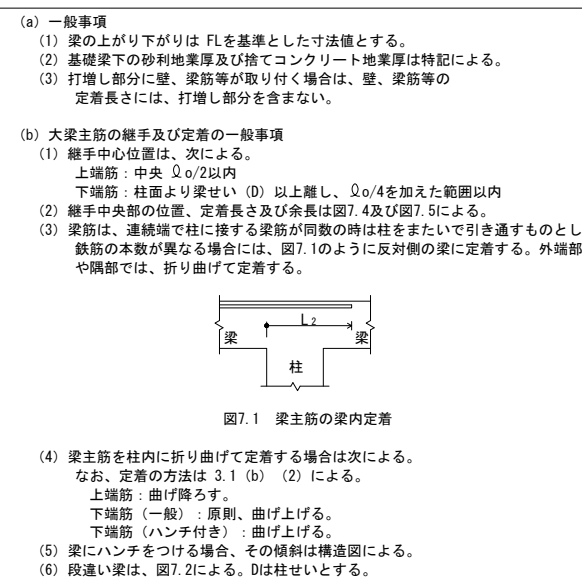 (a) 一般事項
(1) 梁の上がり下がりは FLを基準とした寸法値とする。
(2) 基礎梁下の砂利地業厚及び捨てコンクリート地業厚は特記による。
(3) 打増し部分に壁、梁筋等が取り付く場合は、壁、梁筋等の
定着長さには、打増し部分を含まない。
(b) 大梁主筋の継手及び定着の一般事項
(1) 継手中心位置は、次による。
上端筋：中央 ℓo/2以内
下端筋：柱面より梁せい（D）以上離し、ℓo/4を加えた範囲以内
(2) 継手中央部の位置、定着長さ及び余長は図7.4及び図7.5による。
(3) 梁筋は、連続端で柱に接する梁筋が同数の時は柱をまたいで引き通すものとし
鉄筋の本数が異なる場合には、図7.1のように反対側の梁に定着する。外端部
や隅部では、折り曲げて定着する。
L2
梁 梁
柱
図7.1 梁主筋の梁内定着
(4) 梁主筋を柱内に折り曲げて定着する場合は次による。
なお、定着の方法は 3.1（b）（2）による。
上端筋：曲げ降ろす。
下端筋（一般）：原則、曲げ上げる。
下端筋（ハンチ付き）：曲げ上げる。
(5) 梁にハンチをつける場合、その傾斜は構造図による。
(6) 段違い梁は、図7.2による。Dは柱せいとする。